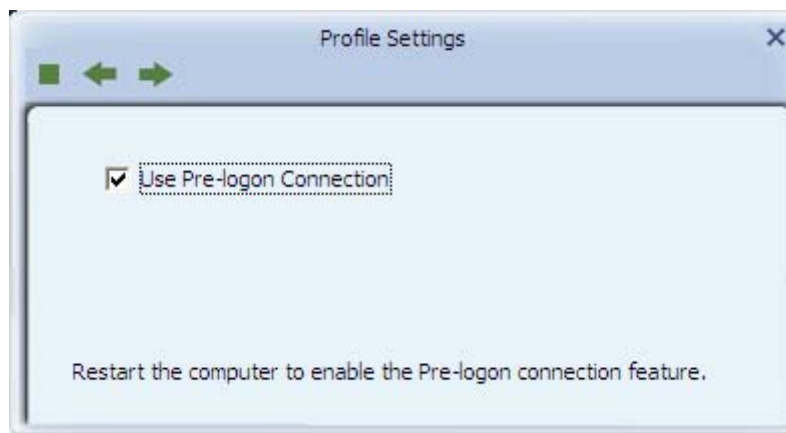 Profile Settings
Use Pre-logon Connection
Restart the computer to enable the Pre-logon connection feature.